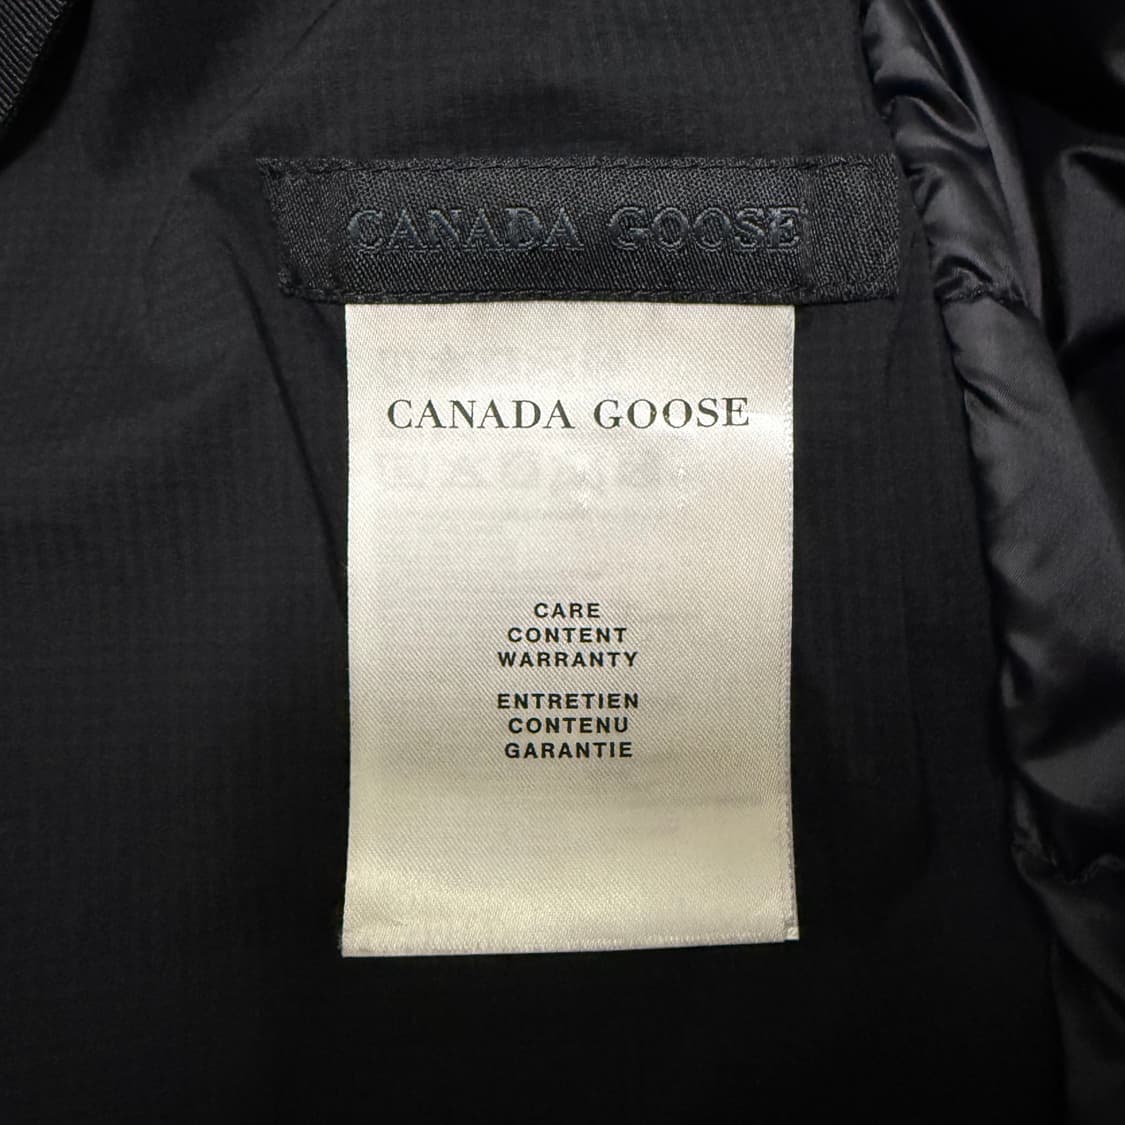 CANADA GOOSE
CANADA GOOSE
CARE
CONTENT
WARRANTY
ENTRETIEN
CONTENU
GARANTIE